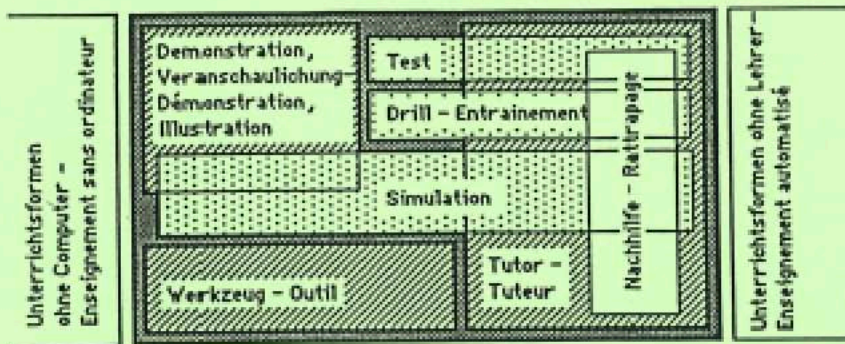 Unterrichtsformen
ohne Computer –
Enseignement sans ordinateur
Demonstration,
Veranschaulichung–
Démonstration,
Illustration
Test
Drill – Entrainement
Simulation
Werkzeug – Outil
Tutor –
Tuteur
Nachhilfe – Rattrapage
Unterrichtsformen ohne Lehrer–
Enseignement automatisé